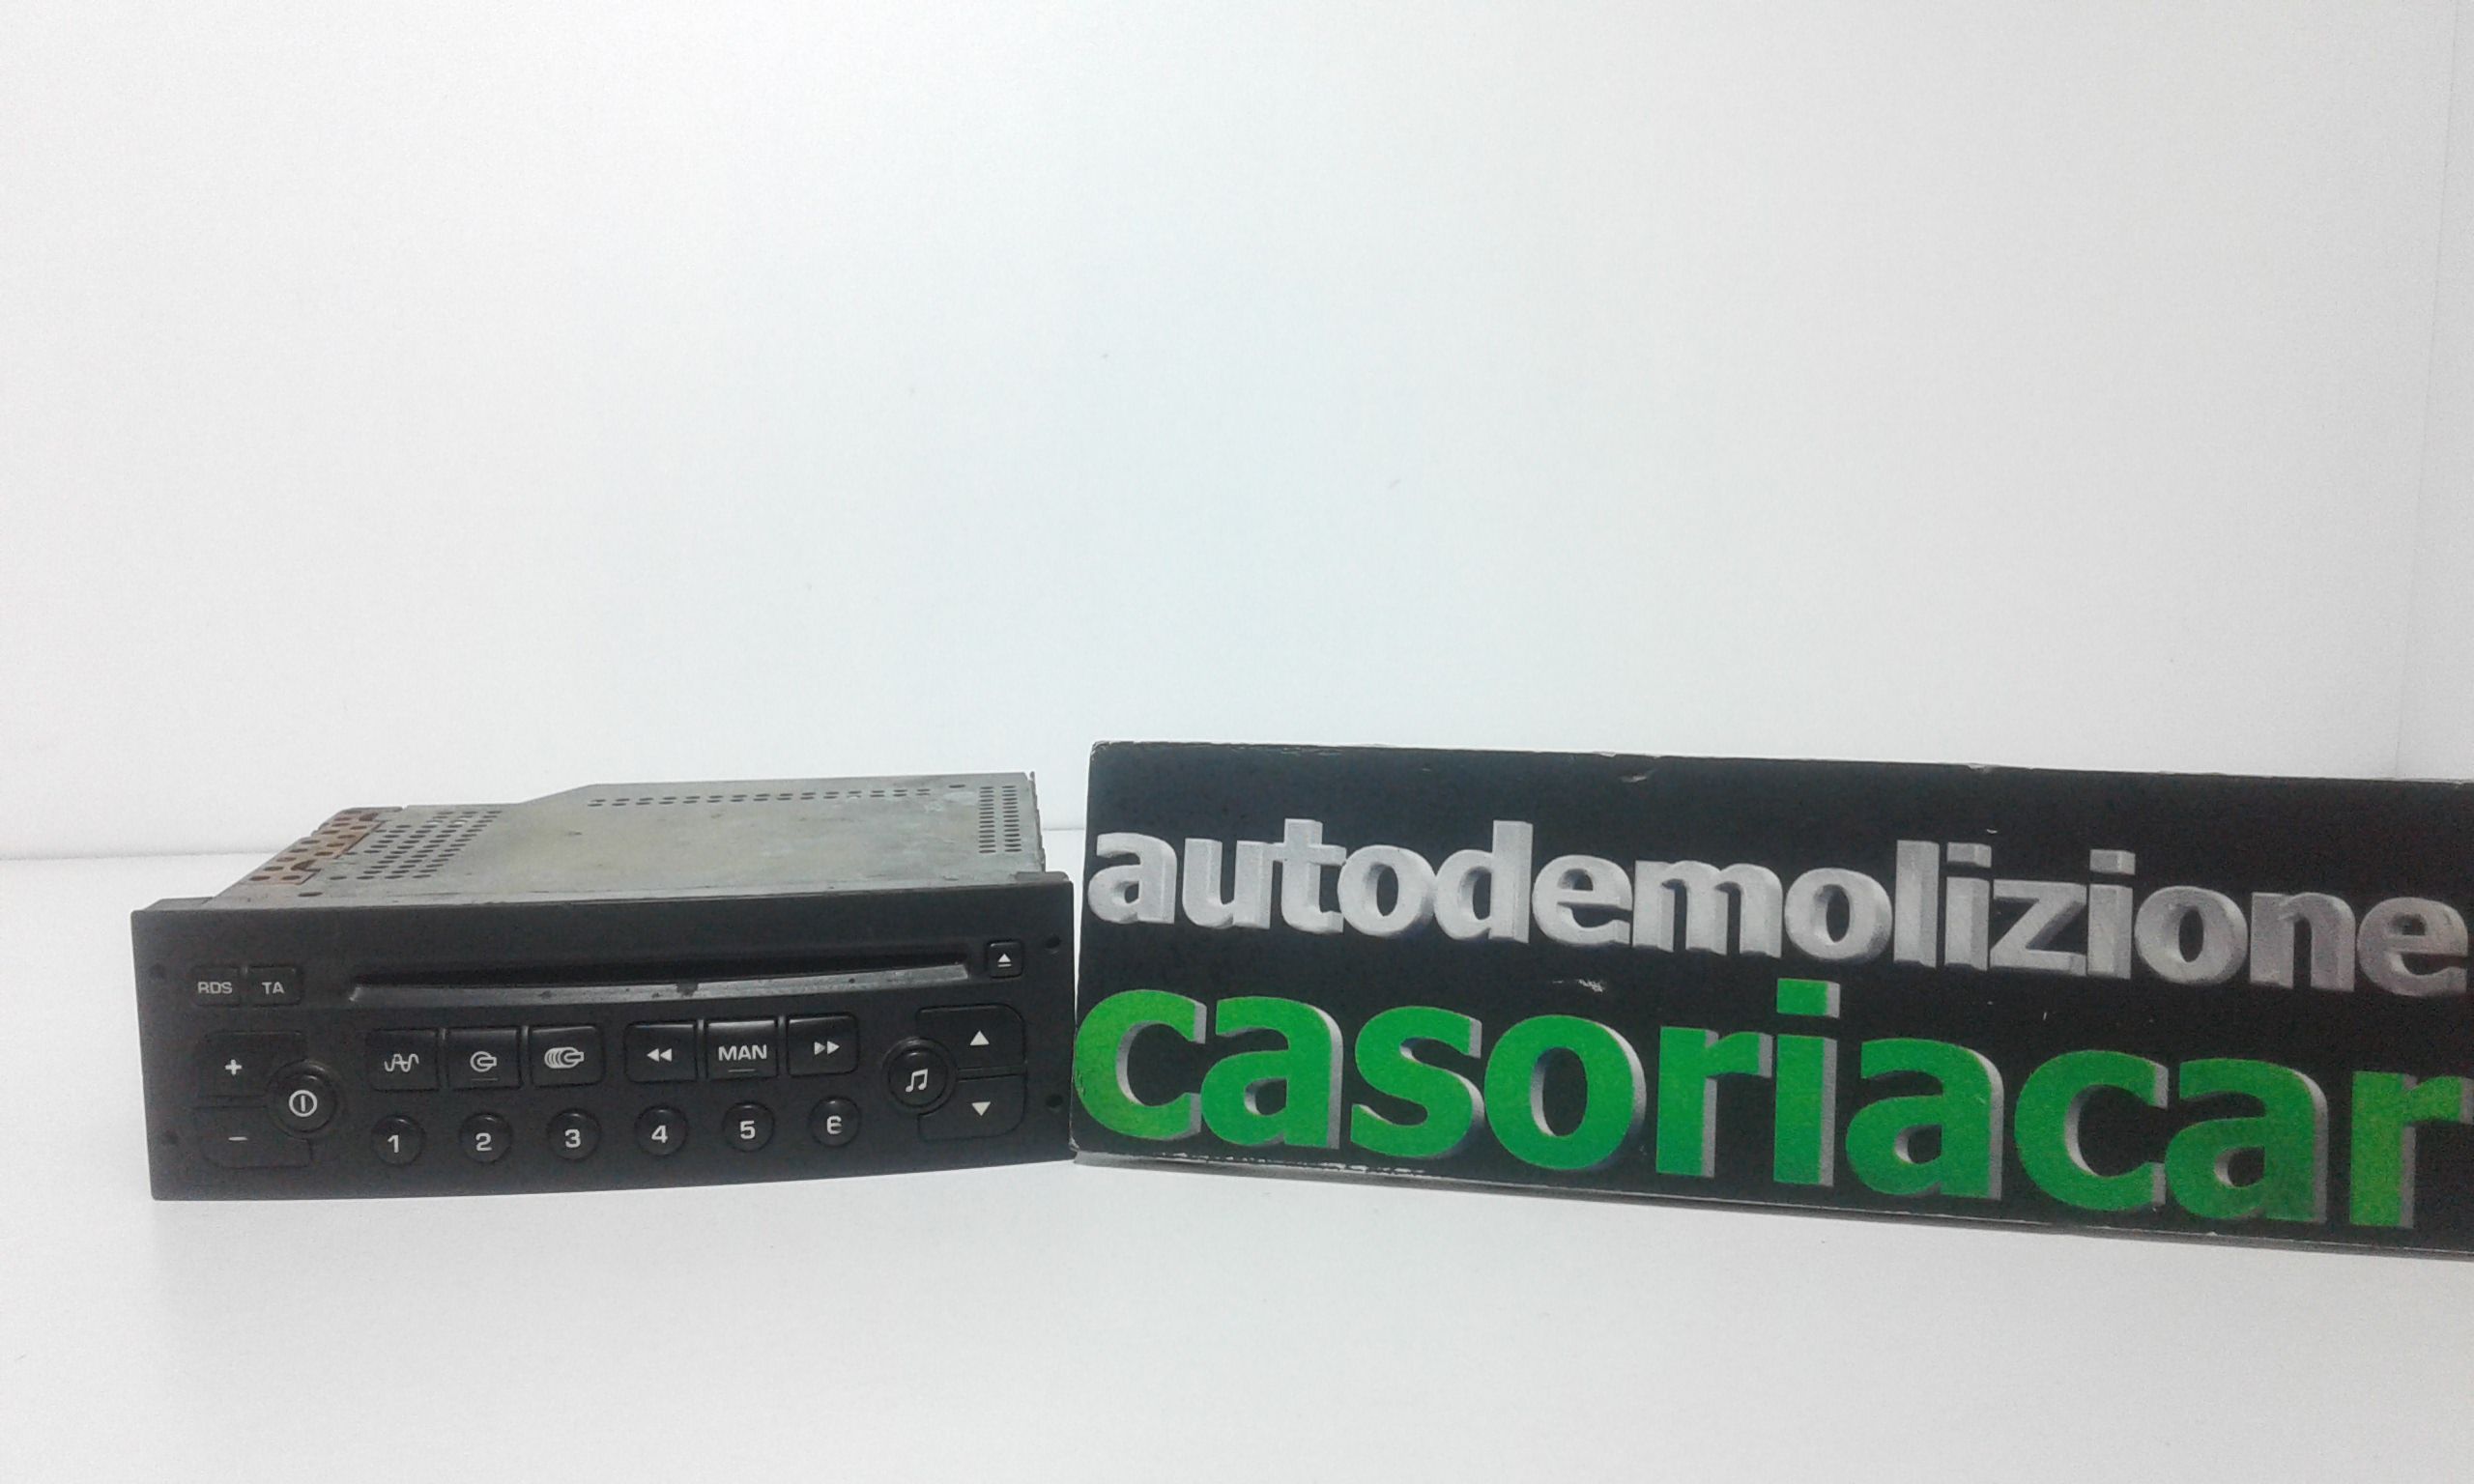 autodemolizione
casoriacar
RDS TA
MAN
+
−
1 2 3 4 5 6